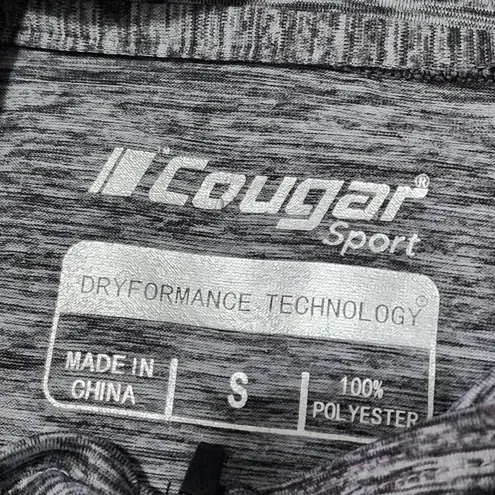 Cougar®
Sport
DRYFORMANCE TECHNOLOGY
MADE IN
CHINA
S
100%
POLYESTER